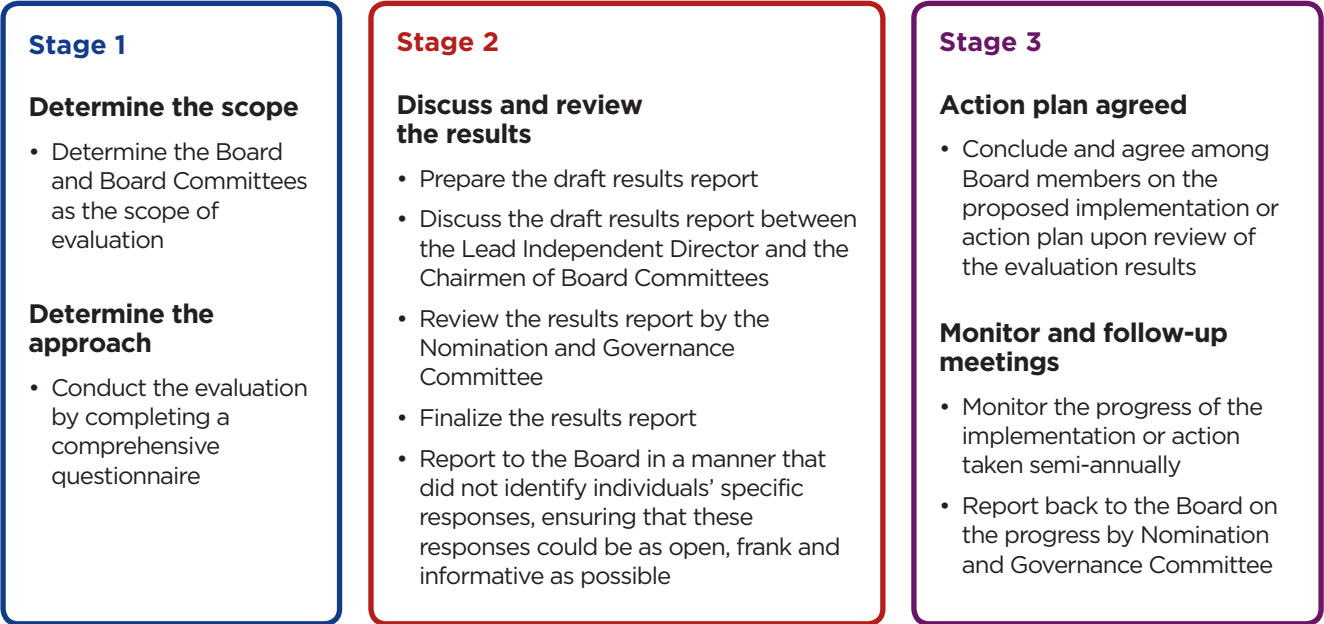 Stage 1
Determine the scope
• Determine the Board
and Board Committees
as the scope of
evaluation
Determine the
approach
• Conduct the evaluation
by completing a
comprehensive
questionnaire
Stage 2
Discuss and review
the results
• Prepare the draft results report
• Discuss the draft results report between
the Lead Independent Director and the
Chairmen of Board Committees
• Review the results report by the
Nomination and Governance
Committee
• Finalize the results report
• Report to the Board in a manner that
did not identify individuals’ specific
responses, ensuring that these
responses could be as open, frank and
informative as possible
Stage 3
Action plan agreed
• Conclude and agree among
Board members on the
proposed implementation or
action plan upon review of
the evaluation results
Monitor and follow-up
meetings
• Monitor the progress of the
implementation or action
taken semi-annually
• Report back to the Board on
the progress by Nomination
and Governance Committee